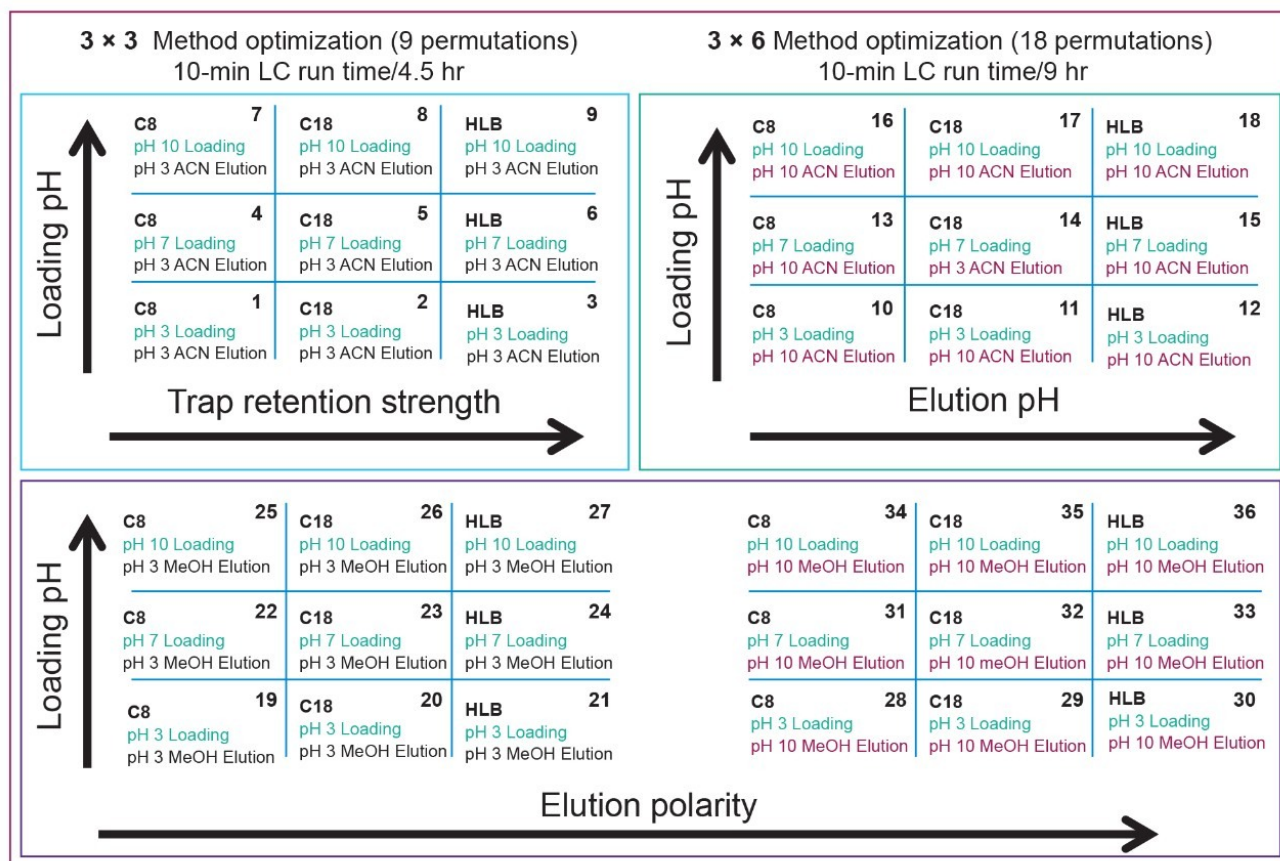 3 × 3 Method optimization (9 permutations)
10-min LC run time/4.5 hr
Loading pH
C8 7
pH 10 Loading
pH 3 ACN Elution
C18 8
pH 10 Loading
pH 3 ACN Elution
HLB 9
pH 10 Loading
pH 3 ACN Elution
C8 4
pH 7 Loading
pH 3 ACN Elution
C18 5
pH 7 Loading
pH 3 ACN Elution
HLB 6
pH 7 Loading
pH 3 ACN Elution
C8 1
pH 3 Loading
pH 3 ACN Elution
C18 2
pH 3 Loading
pH 3 ACN Elution
HLB 3
pH 3 Loading
pH 3 ACN Elution
Trap retention strength
3 × 6 Method optimization (18 permutations)
10-min LC run time/9 hr
Loading pH
C8 16
pH 10 Loading
pH 10 ACN Elution
C18 17
pH 10 Loading
pH 10 ACN Elution
HLB 18
pH 10 Loading
pH 10 ACN Elution
C8 13
pH 7 Loading
pH 10 ACN Elution
C18 14
pH 7 Loading
pH 3 ACN Elution
HLB 15
pH 7 Loading
pH 10 ACN Elution
C8 10
pH 3 Loading
pH 10 ACN Elution
C18 11
pH 3 Loading
pH 10 ACN Elution
HLB 12
pH 3 Loading
pH 10 ACN Elution
Elution pH
Loading pH
C8 25
pH 10 Loading
pH 3 MeOH Elution
C18 26
pH 10 Loading
pH 3 MeOH Elution
HLB 27
pH 10 Loading
pH 3 MeOH Elution
C8 34
pH 10 Loading
pH 10 MeOH Elution
C18 35
pH 10 Loading
pH 10 MeOH Elution
HLB 36
pH 10 Loading
pH 10 MeOH Elution
C8 22
pH 7 Loading
pH 3 MeOH Elution
C18 23
pH 7 Loading
pH 3 MeOH Elution
HLB 24
pH 7 Loading
pH 3 MeOH Elution
C8 31
pH 7 Loading
pH 10 MeOH Elution
C18 32
pH 7 Loading
pH 10 meOH Elution
HLB 33
pH 7 Loading
pH 10 MeOH Elution
C8 19
pH 3 Loading
pH 3 MeOH Elution
C18 20
pH 3 Loading
pH 3 MeOH Elution
HLB 21
pH 3 Loading
pH 3 MeOH Elution
C8 28
pH 3 Loading
pH 10 MeOH Elution
C18 29
pH 3 Loading
pH 10 MeOH Elution
HLB 30
pH 3 Loading
pH 10 MeOH Elution
Elution polarity